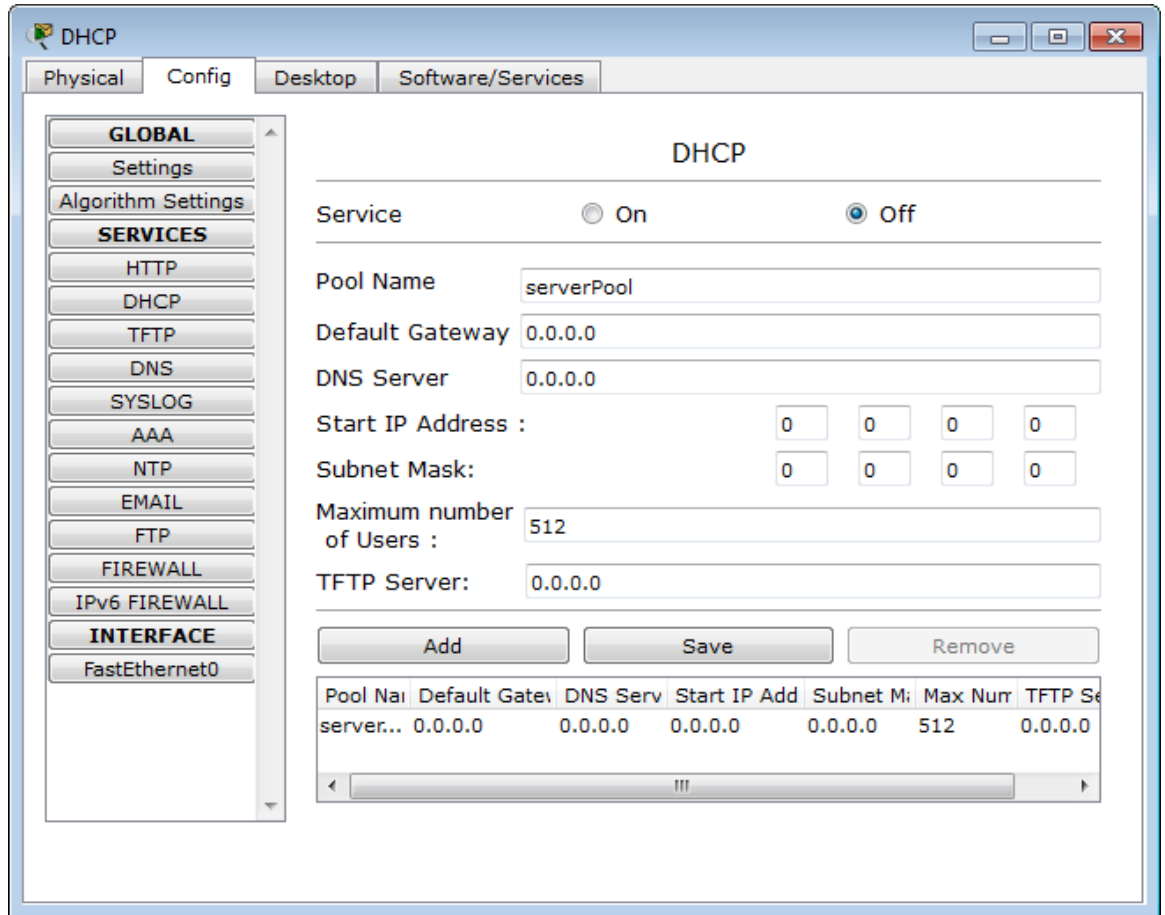 DHCP
Physical Config Desktop Software/Services
GLOBAL
Settings
Algorithm Settings
SERVICES
HTTP
DHCP
TFTP
DNS
SYSLOG
AAA
NTP
EMAIL
FTP
FIREWALL
IPv6 FIREWALL
INTERFACE
FastEthernet0
DHCP
Service On Off
Pool Name serverPool
Default Gateway 0.0.0.0
DNS Server 0.0.0.0
Start IP Address : 0 0 0 0
Subnet Mask: 0 0 0 0
Maximum number
of Users : 512
TFTP Server: 0.0.0.0
Add Save Remove
Pool Nai Default Gatew DNS Serv Start IP Add Subnet Ma Max Num TFTP Se
server... 0.0.0.0 0.0.0.0 0.0.0.0 0.0.0.0 512 0.0.0.0